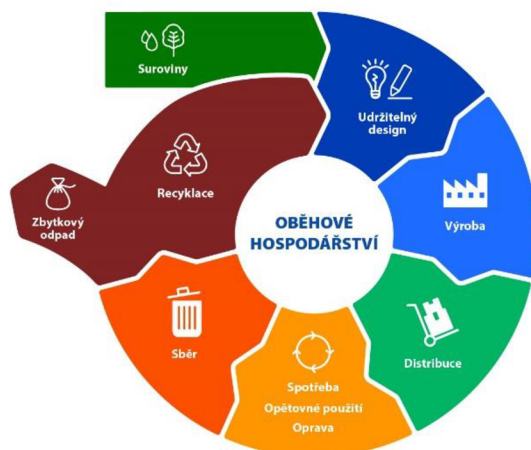 Suroviny
Udržitelný
design
Výroba
Distribuce
Spotřeba
Opětovné použití
Oprava
Sběr
Recyklace
Zbytkový
odpad
OBĚHOVÉ
HOSPODÁŘSTVÍ